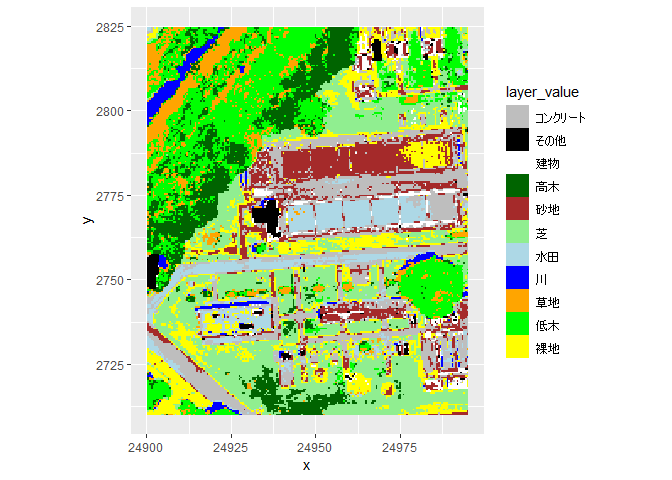 2825
2800
2775
2750
2725
y
24900
24925
24950
24975
x
layer_value
コンクリート
その他
建物
高木
砂地
芝
水田
川
草地
低木
裸地